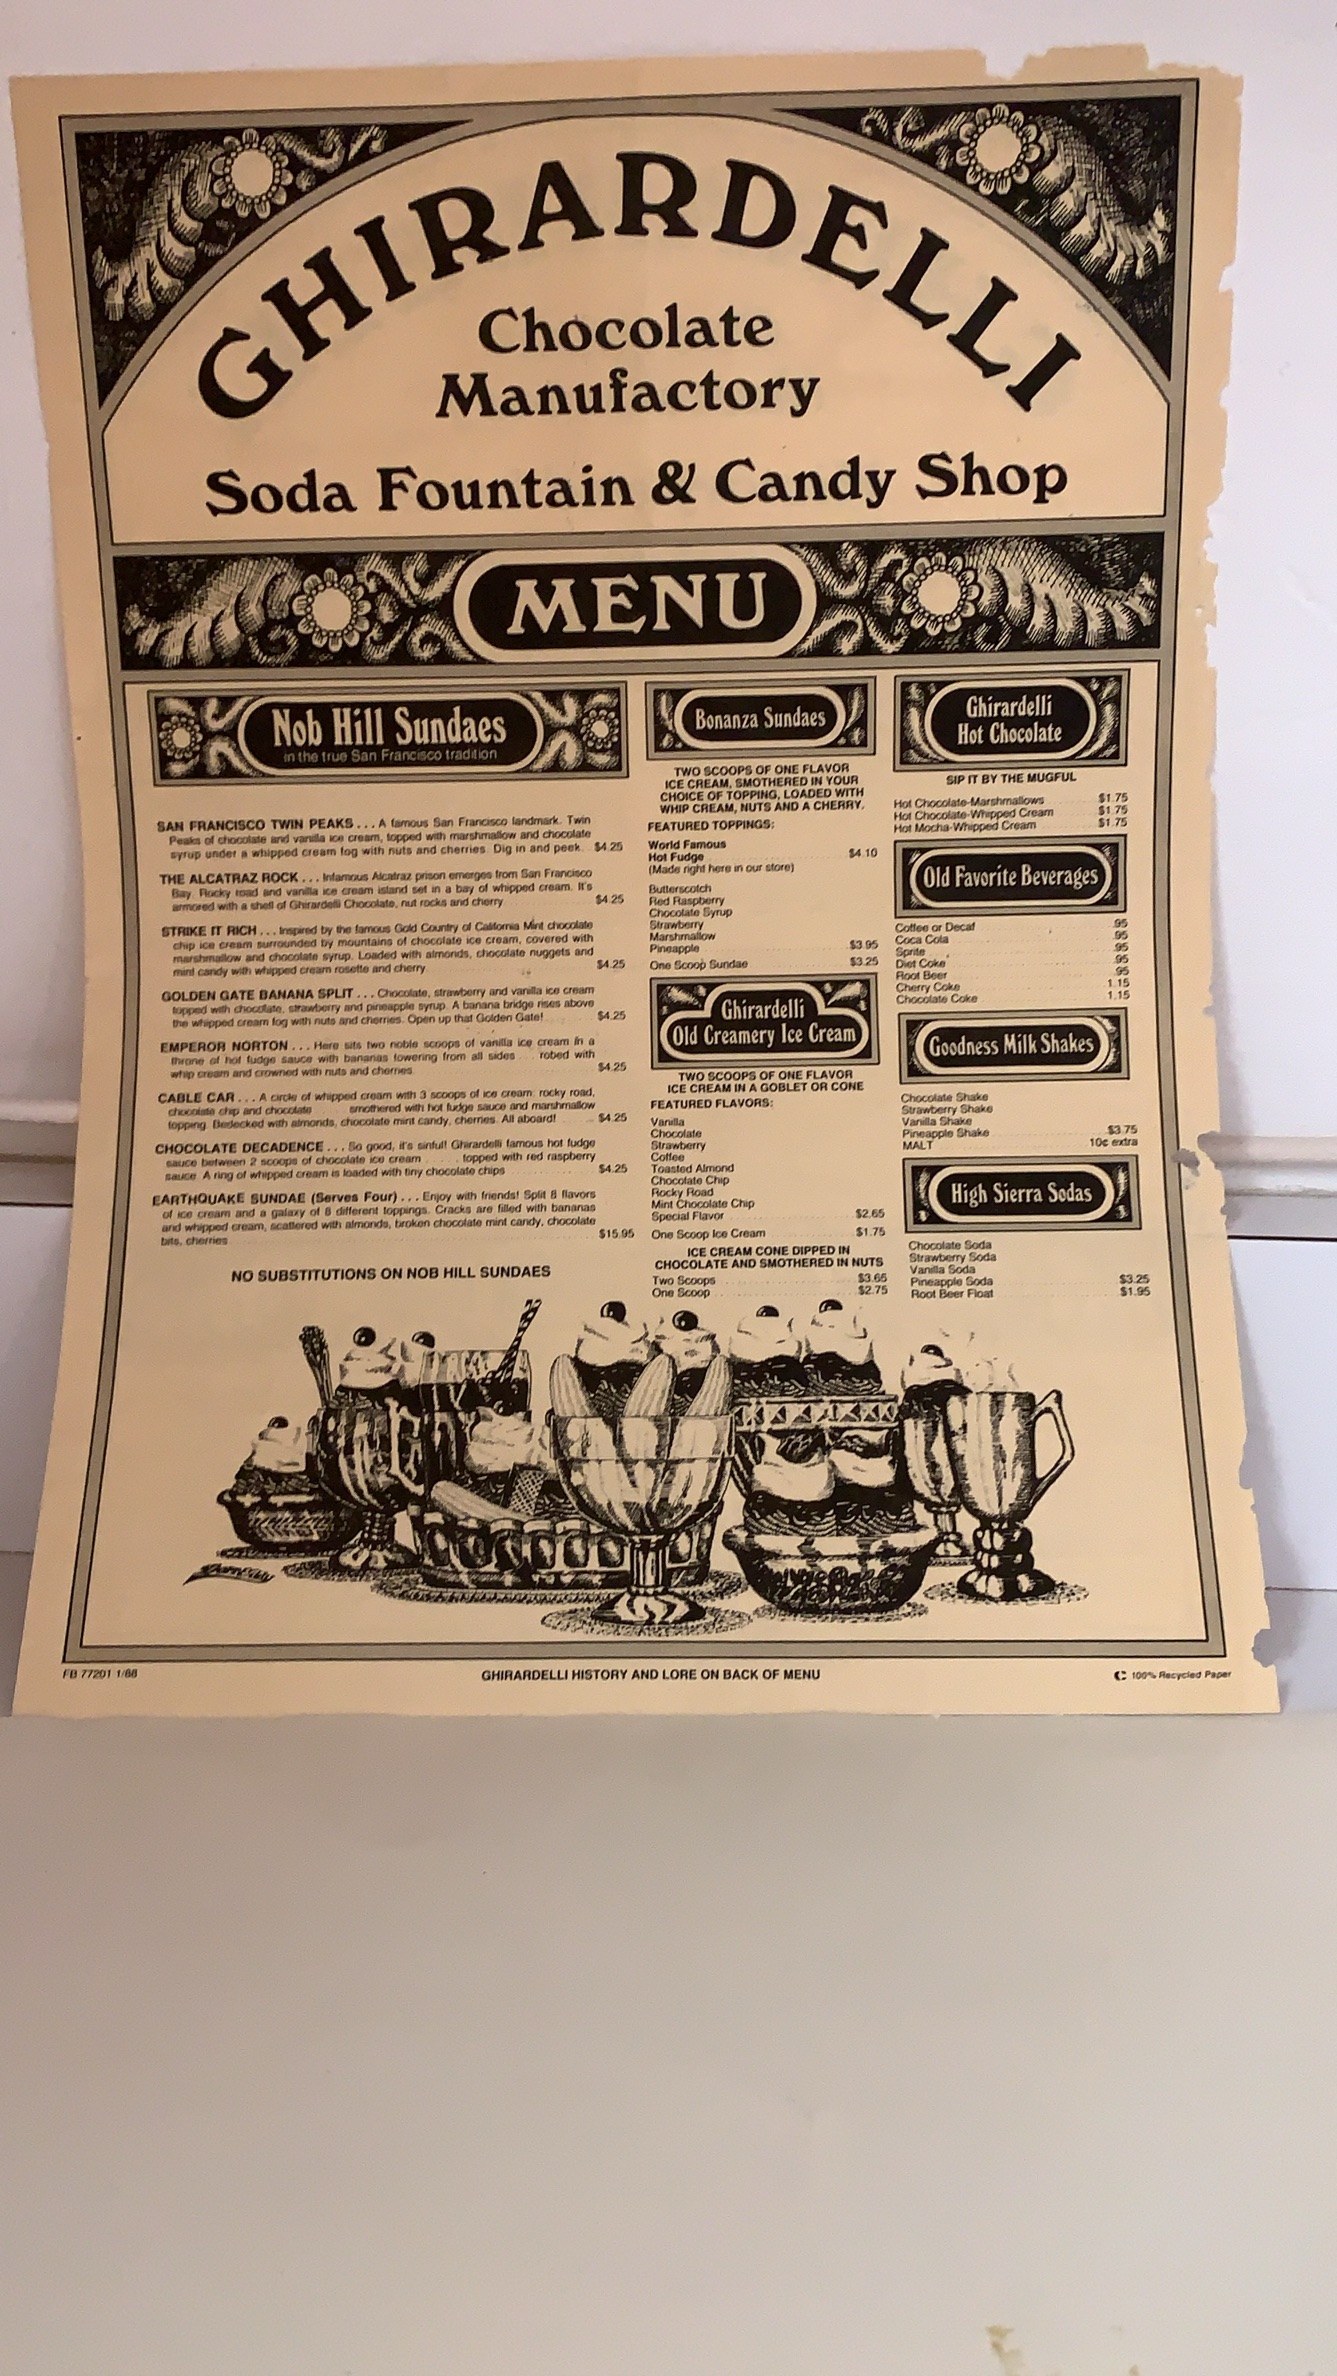 GHIRARDELLI
Chocolate
Manufactory
Soda Fountain & Candy Shop
MENU
Nob Hill Sundaes
in the true San Francisco tradition
SAN FRANCISCO TWIN PEAKS . . . A famous San Francisco landmark. Twin
Peaks of chocolate and vanilla ice cream, topped with marshmallow and chocolate
syrup under a whipped cream fog with nuts and cherries. Dig in and peek. $4.25
THE ALCATRAZ ROCK . . . Infamous Alcatraz prison emerges from San Francisco
Bay. Rocky road and vanilla ice cream island set in a bay of whipped cream. It's
armored with a shell of Ghirardelli Chocolate, nut rocks and cherry. $4.25
STRIKE IT RICH . . . Inspired by the famous Gold Country of California Mint chocolate
chip ice cream surrounded by mountains of chocolate ice cream, covered with
marshmallow and chocolate syrup. Loaded with almonds, chocolate nuggets and
mint candy with whipped cream rosette and cherry. $4.25
GOLDEN GATE BANANA SPLIT . . . Chocolate, strawberry and vanilla ice cream
topped with chocolate, strawberry and pineapple syrup. A banana bridge rises above
the whipped cream fog with nuts and cherries. Open up that Golden Gate! $4.25
EMPEROR NORTON . . . Here sits two noble scoops of vanilla ice cream in a
throne of hot fudge sauce with bananas towering from all sides . . . robed with
whip cream and crowned with nuts and cherries. $4.25
CABLE CAR . . . A circle of whipped cream with 3 scoops of ice cream: rocky road,
chocolate chip and chocolate . . . smothered with hot fudge sauce and marshmallow
topping. Bedecked with almonds, chocolate mint candy, cherries. All aboard! $4.25
CHOCOLATE DECADENCE . . . So good, it's sinful! Ghirardelli famous hot fudge
sauce between 2 scoops of chocolate ice cream . . . topped with red raspberry
sauce. A ring of whipped cream is loaded with tiny chocolate chips $4.25
EARTHQUAKE SUNDAE (Serves Four) . . . Enjoy with friends! Split 8 flavors
of ice cream and a galaxy of 8 different toppings. Cracks are filled with bananas
and whipped cream, scattered with almonds, broken chocolate mint candy, chocolate
bits, cherries $15.95
NO SUBSTITUTIONS ON NOB HILL SUNDAES
Bonanza Sundaes
TWO SCOOPS OF ONE FLAVOR
ICE CREAM, SMOTHERED IN YOUR
CHOICE OF TOPPING, LOADED WITH
WHIP CREAM, NUTS AND A CHERRY.
FEATURED TOPPINGS:
World Famous
Hot Fudge $4.10
(Made right here in our store)
Butterscotch
Red Raspberry
Chocolate Syrup
Strawberry
Marshmallow
Pineapple $3.95
One Scoop Sundae $3.25
Ghirardelli
Old Creamery Ice Cream
TWO SCOOPS OF ONE FLAVOR
ICE CREAM IN A GOBLET OR CONE
FEATURED FLAVORS:
Vanilla
Chocolate
Strawberry
Coffee
Toasted Almond
Chocolate Chip
Rocky Road
Mint Chocolate Chip
Special Flavor $2.65
One Scoop Ice Cream $1.75
ICE CREAM CONE DIPPED IN
CHOCOLATE AND SMOTHERED IN NUTS
Two Scoops $3.65
One Scoop $2.75
Ghirardelli
Hot Chocolate
SIP IT BY THE MUGFUL
Hot Chocolate-Marshmallows $1.75
Hot Chocolate-Whipped Cream $1.75
Hot Mocha-Whipped Cream $1.75
Old Favorite Beverages
Coffee or Decaf .95
Coca Cola .95
Sprite .95
Diet Coke .95
Root Beer .95
Cherry Coke 1.15
Chocolate Coke 1.15
Goodness Milk Shakes
Chocolate Shake
Strawberry Shake
Vanilla Shake
Pineapple Shake $3.75
MALT 10¢ extra
High Sierra Sodas
Chocolate Soda
Strawberry Soda
Vanilla Soda
Pineapple Soda $3.25
Root Beer Float $1.95
FB 77201 1/88
GHIRARDELLI HISTORY AND LORE ON BACK OF MENU
100% Recycled Paper